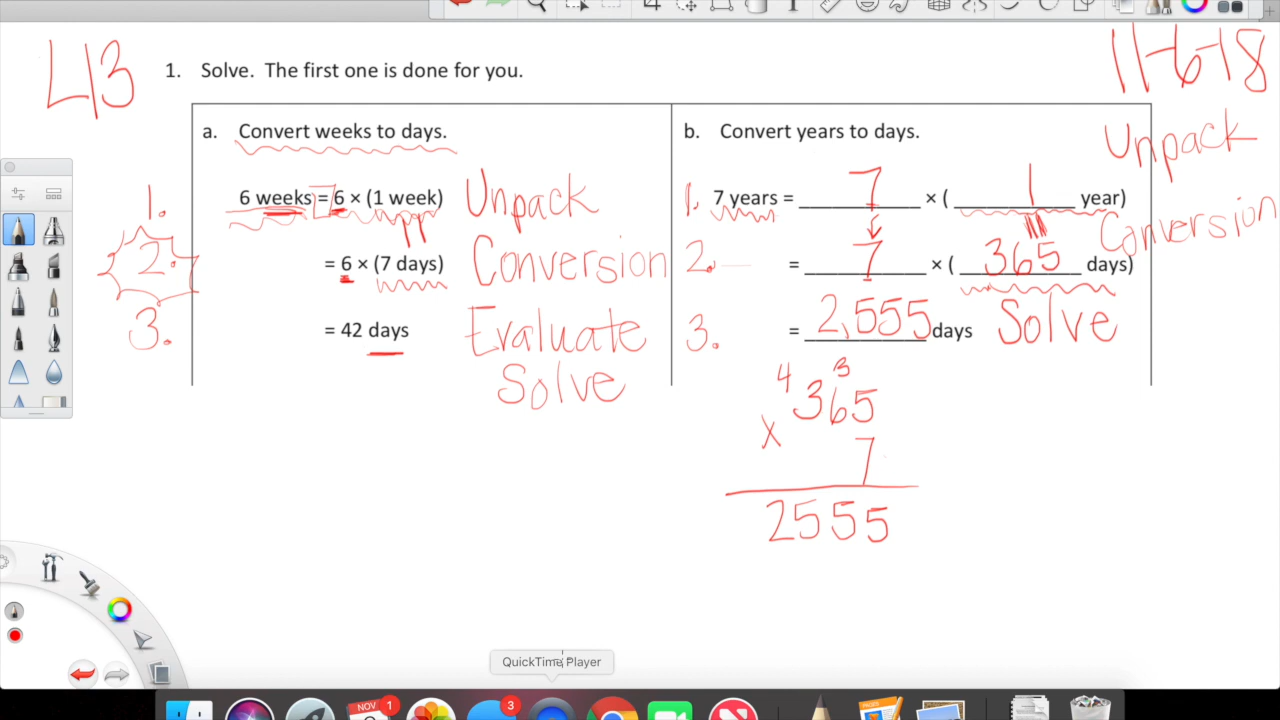 L13
11-6-18
1. Solve. The first one is done for you.
a. Convert weeks to days.
1. 6 weeks = 6 × (1 week) Unpack
2. = 6 × (7 days) Conversion
3. = 42 days Evaluate
Solve
b. Convert years to days.
Unpack
1. 7 years = 7 × ( 1 year)
Conversion
2. = 7 × ( 365 days)
3. = 2,555 days Solve
4 3
365
x 7
2555
QuickTime Player
NOV 1
3
PAGES